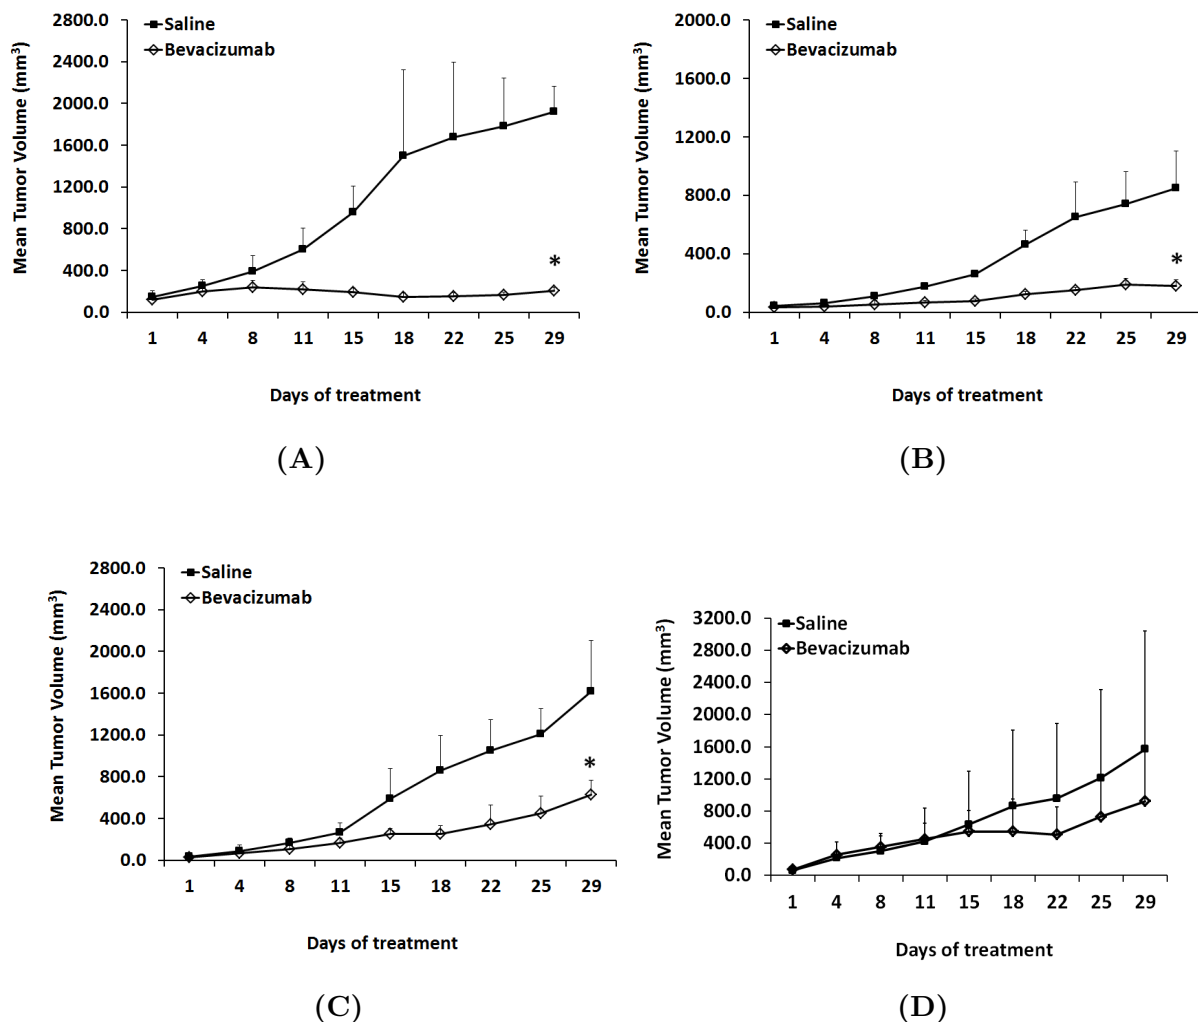 Mean Tumor Volume (mm³)
2800.0
2400.0
2000.0
1600.0
1200.0
800.0
400.0
0.0
Saline
Bevacizumab
*
1 4 8 11 15 18 22 25 29
Days of treatment
(A)
Mean Tumor Volume (mm³)
2000.0
1600.0
1200.0
800.0
400.0
0.0
Saline
Bevacizumab
*
1 4 8 11 15 18 22 25 29
Days of treatment
(B)
Mean Tumor Volume (mm³)
2800.0
2400.0
2000.0
1600.0
1200.0
800.0
400.0
0.0
Saline
Bevacizumab
*
1 4 8 11 15 18 22 25 29
Days of treatment
(C)
Mean Tumor Volume (mm³)
3200.0
2800.0
2400.0
2000.0
1600.0
1200.0
800.0
400.0
0.0
Saline
Bevacizumab
1 4 8 11 15 18 22 25 29
Days of treatment
(D)